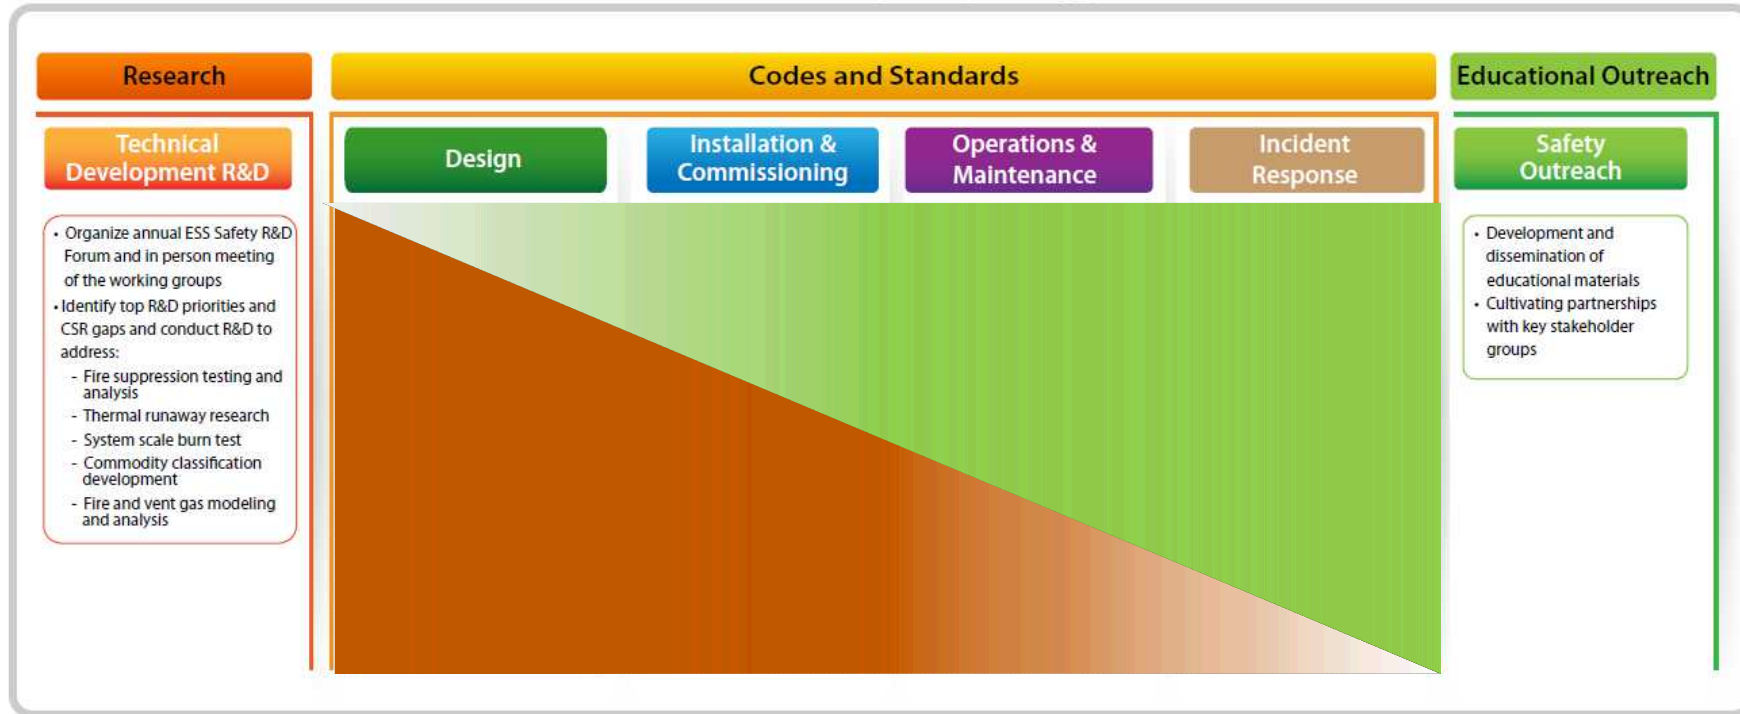 Research
Codes and Standards
Educational Outreach
Technical
Development R&D
Design
Installation &
Commissioning
Operations &
Maintenance
Incident
Response
Safety
Outreach
• Organize annual ESS Safety R&D
Forum and in person meeting
of the working groups
• Identify top R&D priorities and
CSR gaps and conduct R&D to
address:
- Fire suppression testing and
analysis
- Thermal runaway research
- System scale burn test
- Commodity classification
development
- Fire and vent gas modeling
and analysis
• Development and
dissemination of
educational materials
• Cultivating partnerships
with key stakeholder
groups